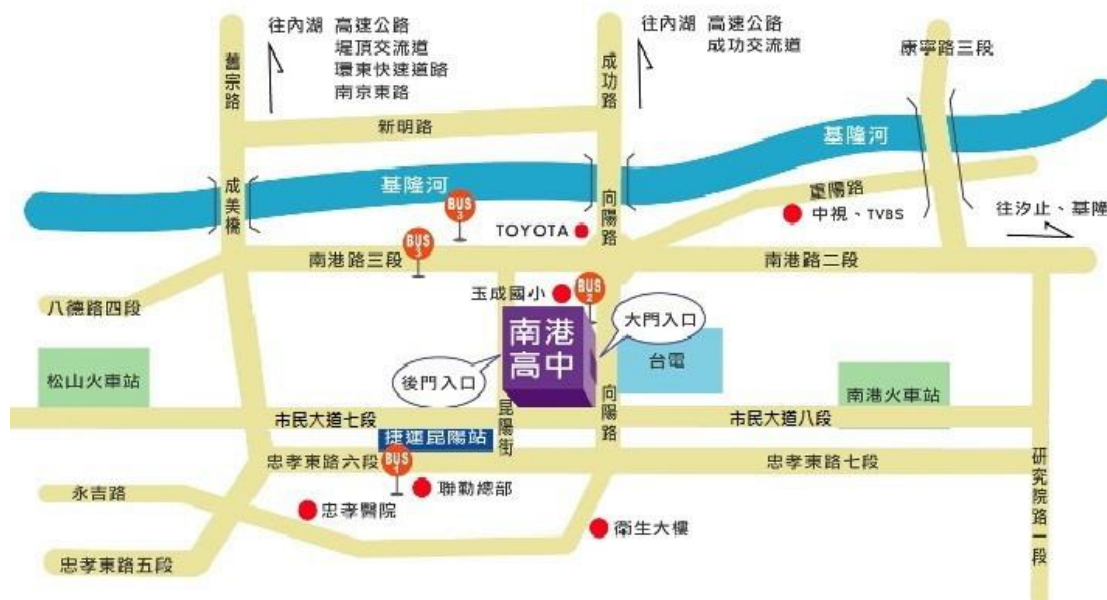 往內湖 高速公路
堤頂交流道
環東快速道路
南京東路
往內湖 高速公路
成功交流道
康寧路三段
舊宗路
成功路
新明路
基隆河
基隆河
成美橋
向陽路
重陽路
中視、TVBS
往汐止、基隆
BUS
3
TOYOTA
BUS
3
南港路三段
南港路二段
八德路四段
玉成國小
BUS
2
大門入口
南港
高中
台電
松山火車站
後門入口
南港火車站
昆陽街
向陽路
市民大道七段
市民大道八段
捷運昆陽站
忠孝東路六段
BUS
1
忠孝東路七段
研究院路一段
永吉路
聯勤總部
忠孝醫院
衛生大樓
忠孝東路五段